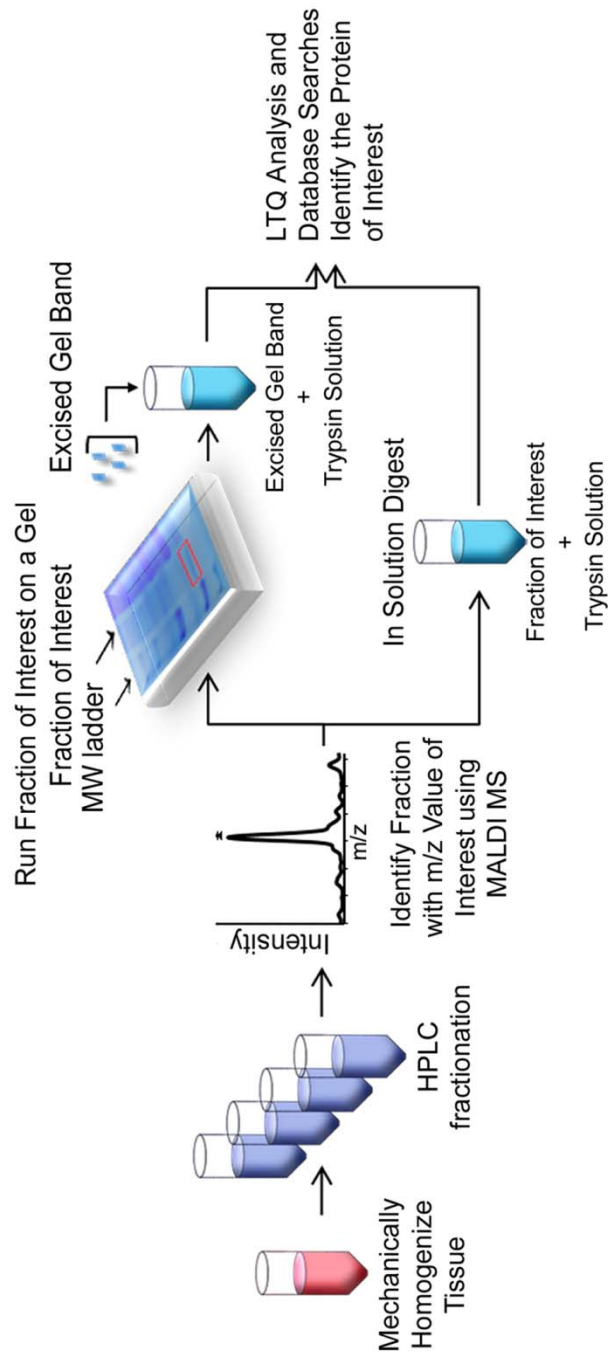 Mechanically
Homogenize
Tissue
HPLC
fractionation
Intensity
*
m/z
Identify Fraction
with m/z Value of
Interest using
MALDI MS
Run Fraction of Interest on a Gel
Fraction of Interest
MW ladder
Excised Gel Band
Excised Gel Band
+
Trypsin Solution
In Solution Digest
Fraction of Interest
+
Trypsin Solution
LTQ Analysis and
Database Searches
Identify the Protein
of Interest